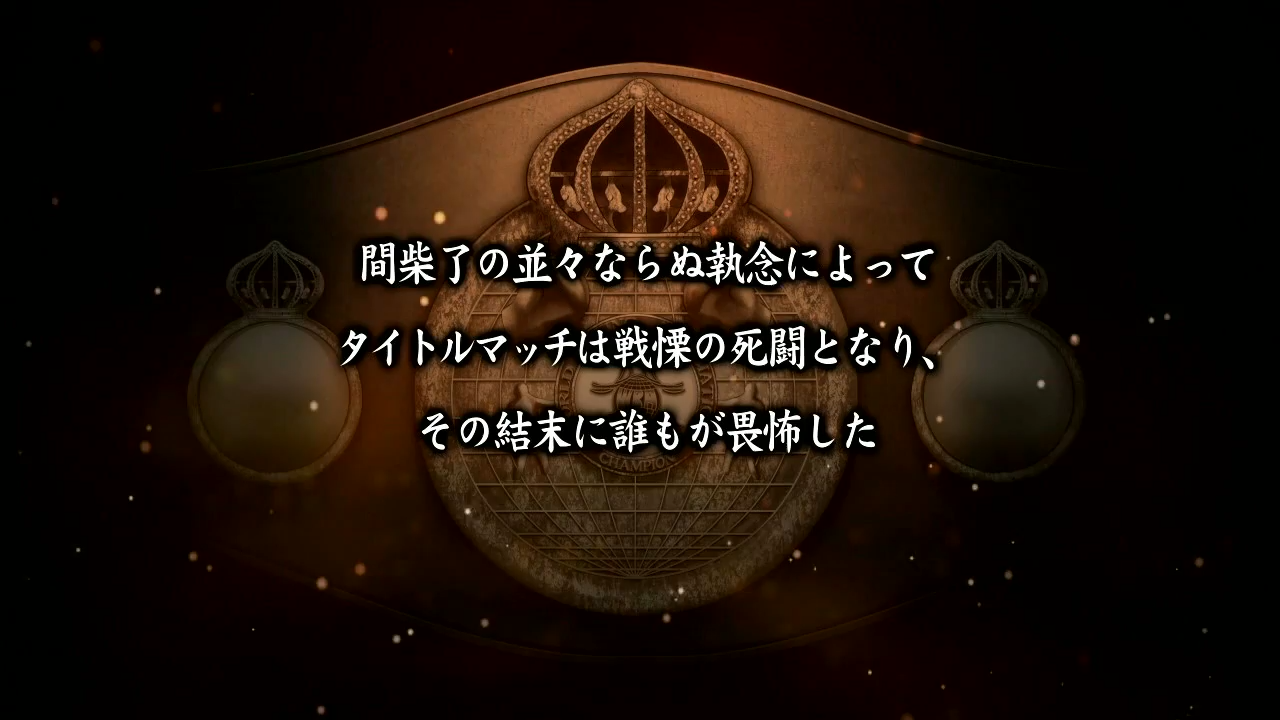 間柴了の並々ならぬ執念によって
タイトルマッチは戦慄の死闘となり、
その結末に誰もが畏怖した
CHAMPION